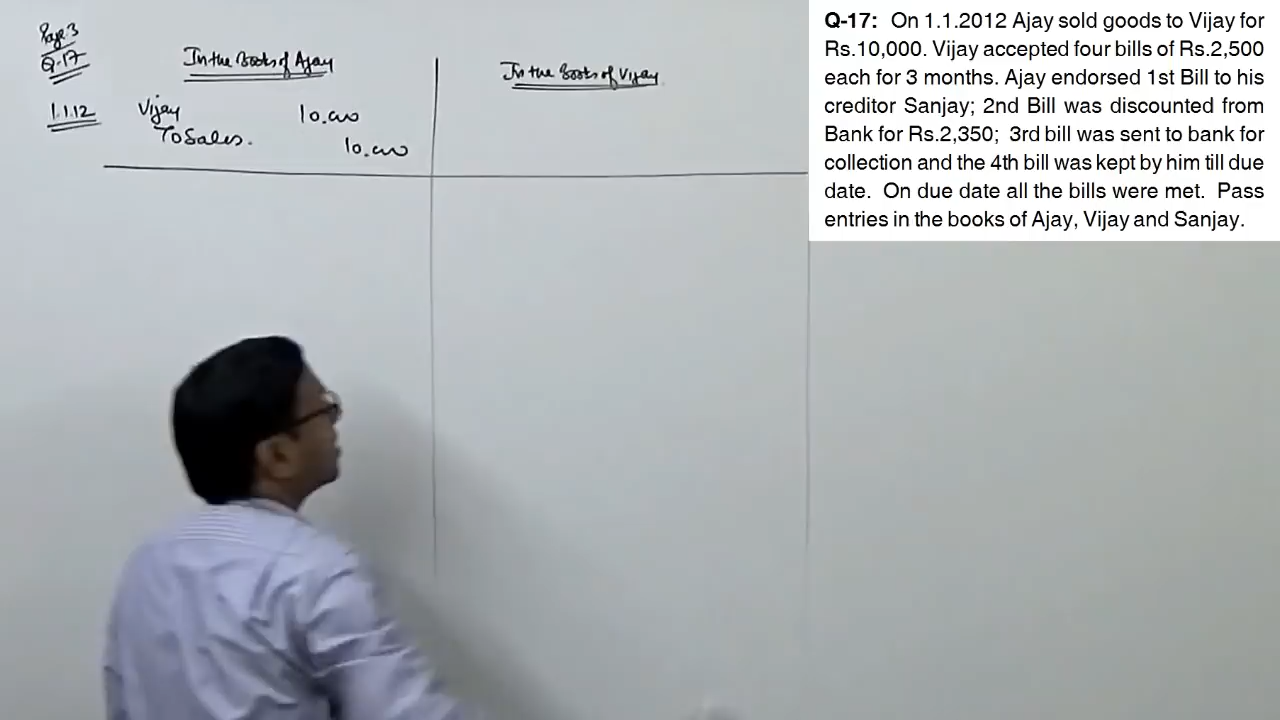 Page.3
Q.17
In the Books of Ajay
In the Books of Vijay
1.1.12 Vijay 10.000
To Sales. 10.000
Q-17: On 1.1.2012 Ajay sold goods to Vijay for
Rs.10,000. Vijay accepted four bills of Rs.2,500
each for 3 months. Ajay endorsed 1st Bill to his
creditor Sanjay; 2nd Bill was discounted from
Bank for Rs.2,350; 3rd bill was sent to bank for
collection and the 4th bill was kept by him till due
date. On due date all the bills were met. Pass
entries in the books of Ajay, Vijay and Sanjay.